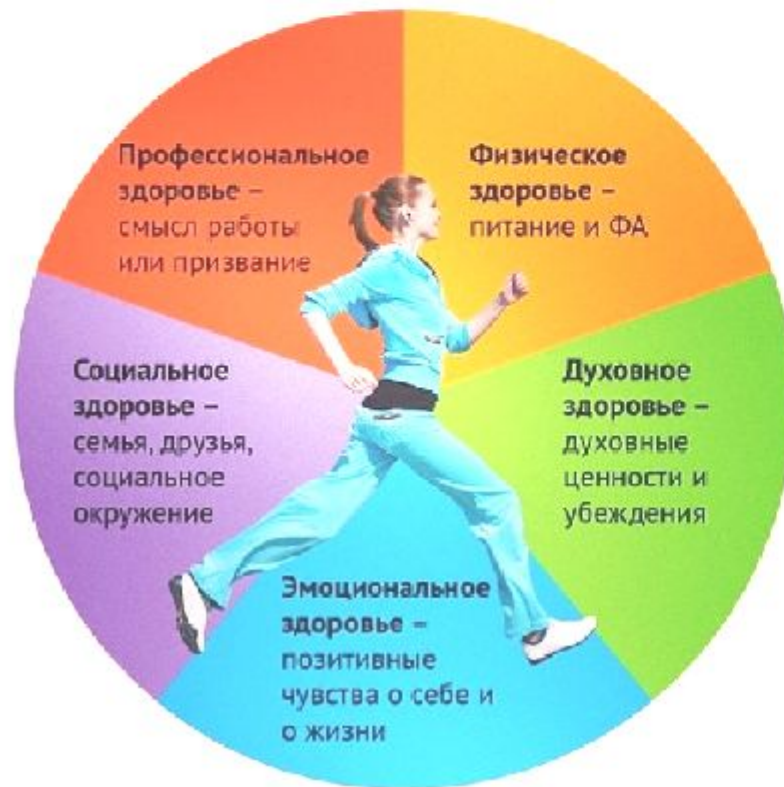 Профессиональное
здоровье –
смысл работы
или призвание
Физическое
здоровье –
питание и ФА
Социальное
здоровье –
семья, друзья,
социальное
окружение
Духовное
здоровье –
духовные
ценности и
убеждения
Эмоциональное
здоровье –
позитивные
чувства о себе и
о жизни